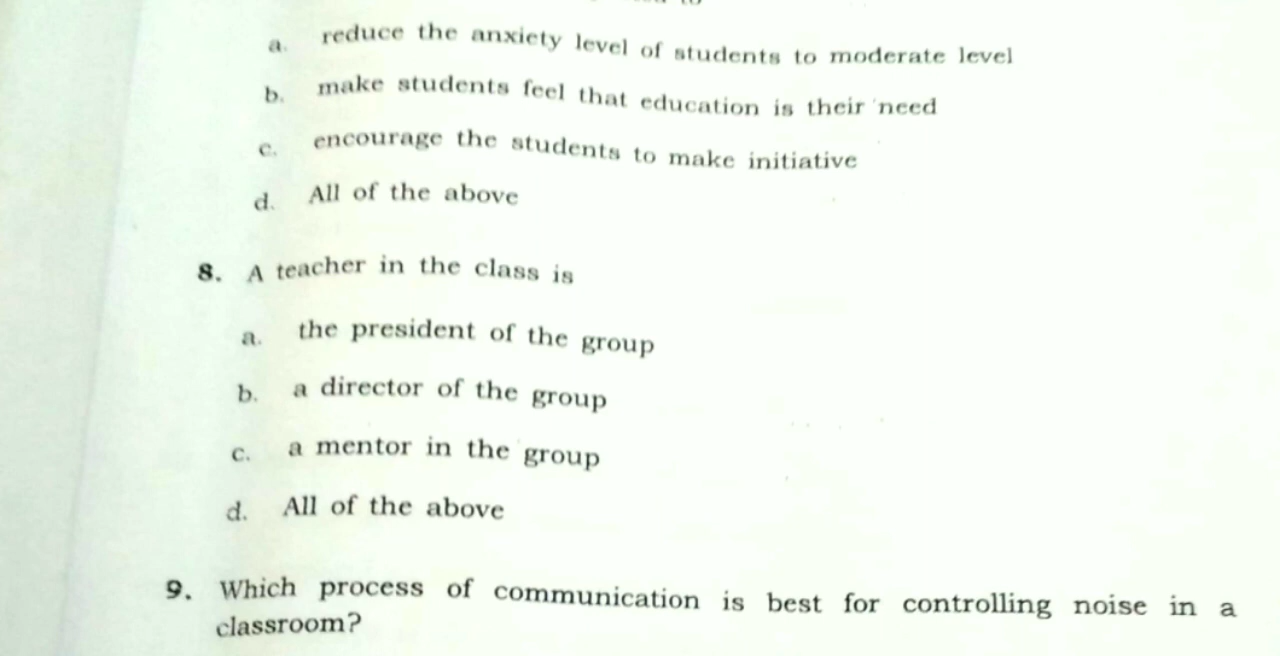 a. reduce the anxiety level of students to moderate level
b. make students feel that education is their need
c. encourage the students to make initiative
d. All of the above
8. A teacher in the class is
a. the president of the group
b. a director of the group
c. a mentor in the group
d. All of the above
9. Which process of communication is best for controlling noise in a
classroom?